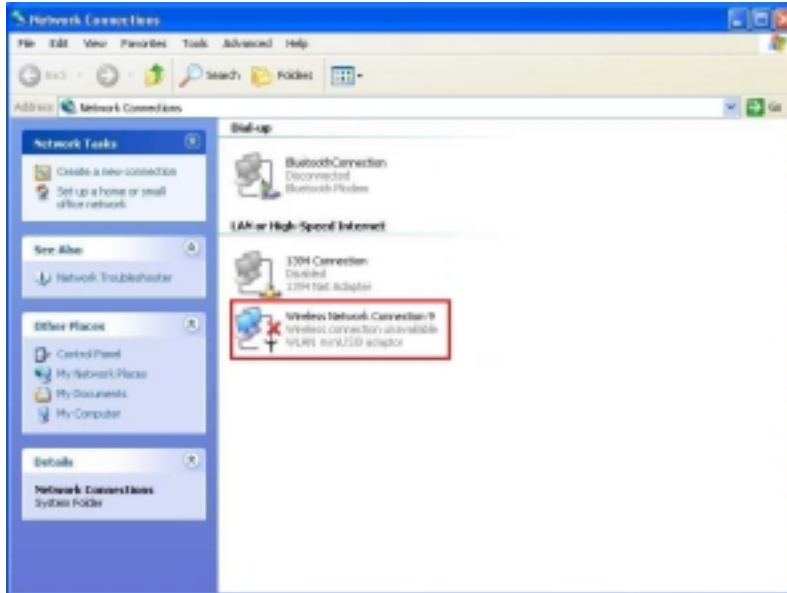 Network Connections
File Edit View Favorites Tools Advanced Help
Back Search Folders
Address Network Connections Go
Network Tasks
Create a new connection
Set up a home or small
office network
See Also
Network Troubleshooter
Other Places
Control Panel
My Network Places
My Documents
My Computer
Details
Network Connections
System Folder
Dial-up
Bluetooth Connection
Disconnected
Bluetooth Modem
LAN or High-Speed Internet
1394 Connection
Disabled
1394 Net Adapter
Wireless Network Connection 9
Wireless connection unavailable
WLAN miniUSB adaptor